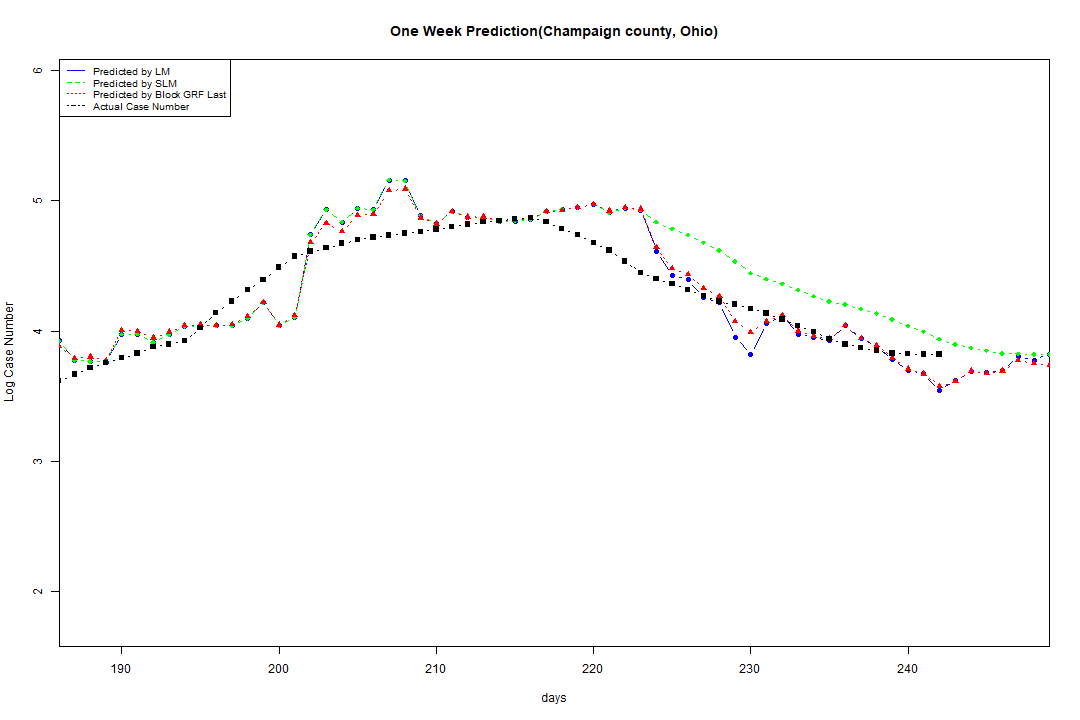 One Week Prediction(Champaign county, Ohio)
6
Predicted by LM
Predicted by SLM
Predicted by Block GRF Last
Actual Case Number
5
4
3
2
Log Case Number
190 200 210 220 230 240
days